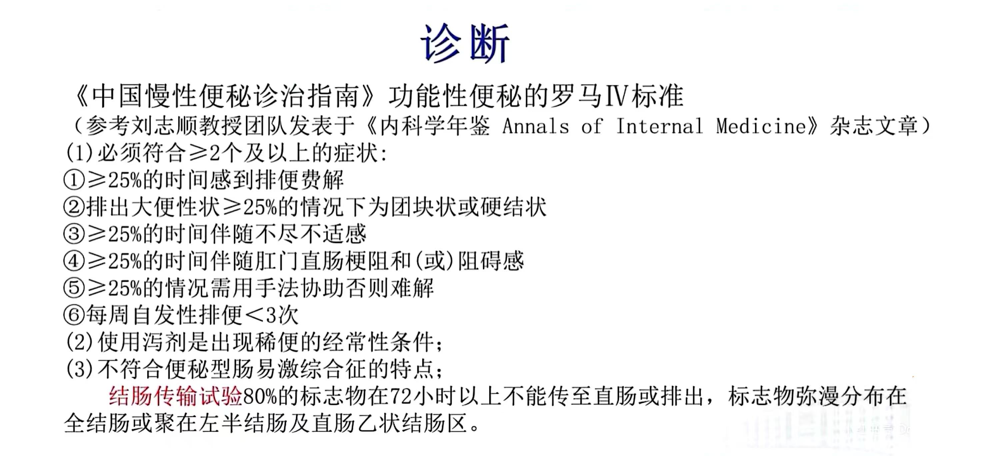 诊断
《中国慢性便秘诊治指南》功能性便秘的罗马Ⅳ标准
（参考刘志顺教授团队发表于《内科学年鉴 Annals of Internal Medicine》杂志文章）
(1)必须符合≥2个及以上的症状:
①≥25%的时间感到排便费解
②排出大便性状≥25%的情况下为团块状或硬结状
③≥25%的时间伴随不尽不适感
④≥25%的时间伴随肛门直肠梗阻和(或)阻碍感
⑤≥25%的情况需用手法协助否则难解
⑥每周自发性排便＜3次
(2)使用泻剂是出现稀便的经常性条件;
(3)不符合便秘型肠易激综合征的特点;
结肠传输试验80%的标志物在72小时以上不能传至直肠或排出，标志物弥漫分布在
全结肠或聚在左半结肠及直肠乙状结肠区。